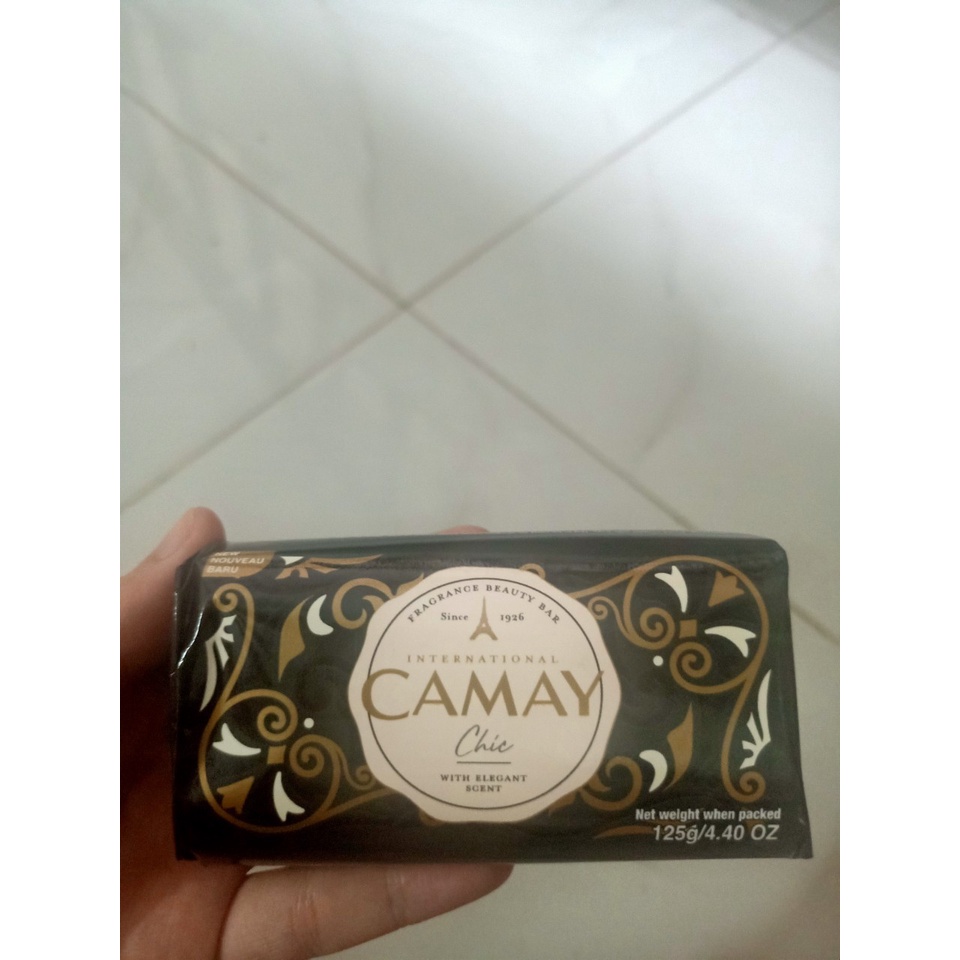 NEW
NOUVEAU
BARU
FRAGRANCE BEAUTY BAR
Since 1926
INTERNATIONAL
CAMAY
Chic
WITH ELEGANT
SCENT
Net weight when packed
125g/4.40 OZ